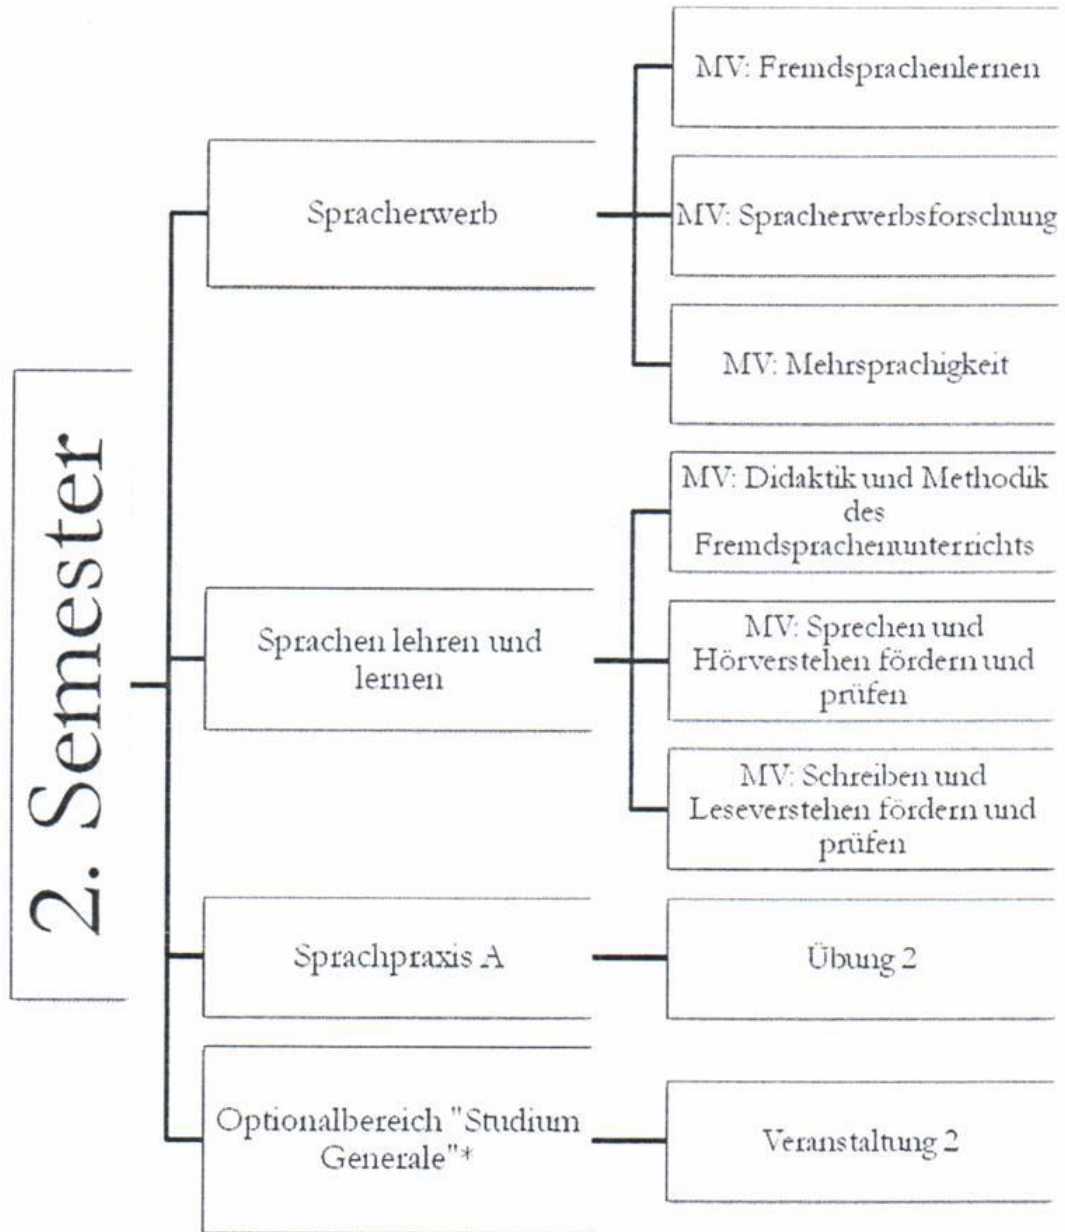 2. Semester
Spracherwerb
MV: Fremdsprachenlernen
MV: Spracherwerbsforschung
MV: Mehrsprachigkeit
Sprachen lehren und
lernen
MV: Didaktik und Methodik
des
Fremdsprachenunterrichts
MV: Sprechen und
Hörverstehen fördern und
prüfen
MV: Schreiben und
Leseverstehen fördern und
prüfen
Sprachpraxis A
Übung 2
Optionalbereich "Studium
Generale"*
Veranstaltung 2